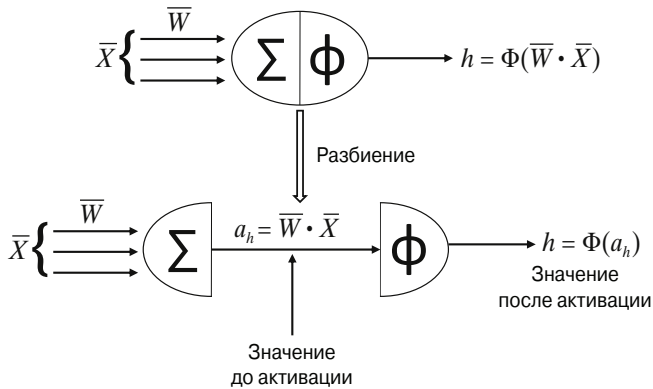 W̅
X̅ { Σ ϕ h = Φ(W̅ · X̅)
Разбиение
W̅
X̅ { Σ a_h = W̅ · X̅ ϕ h = Φ(a_h)
Значение
после активации
Значение
до активации